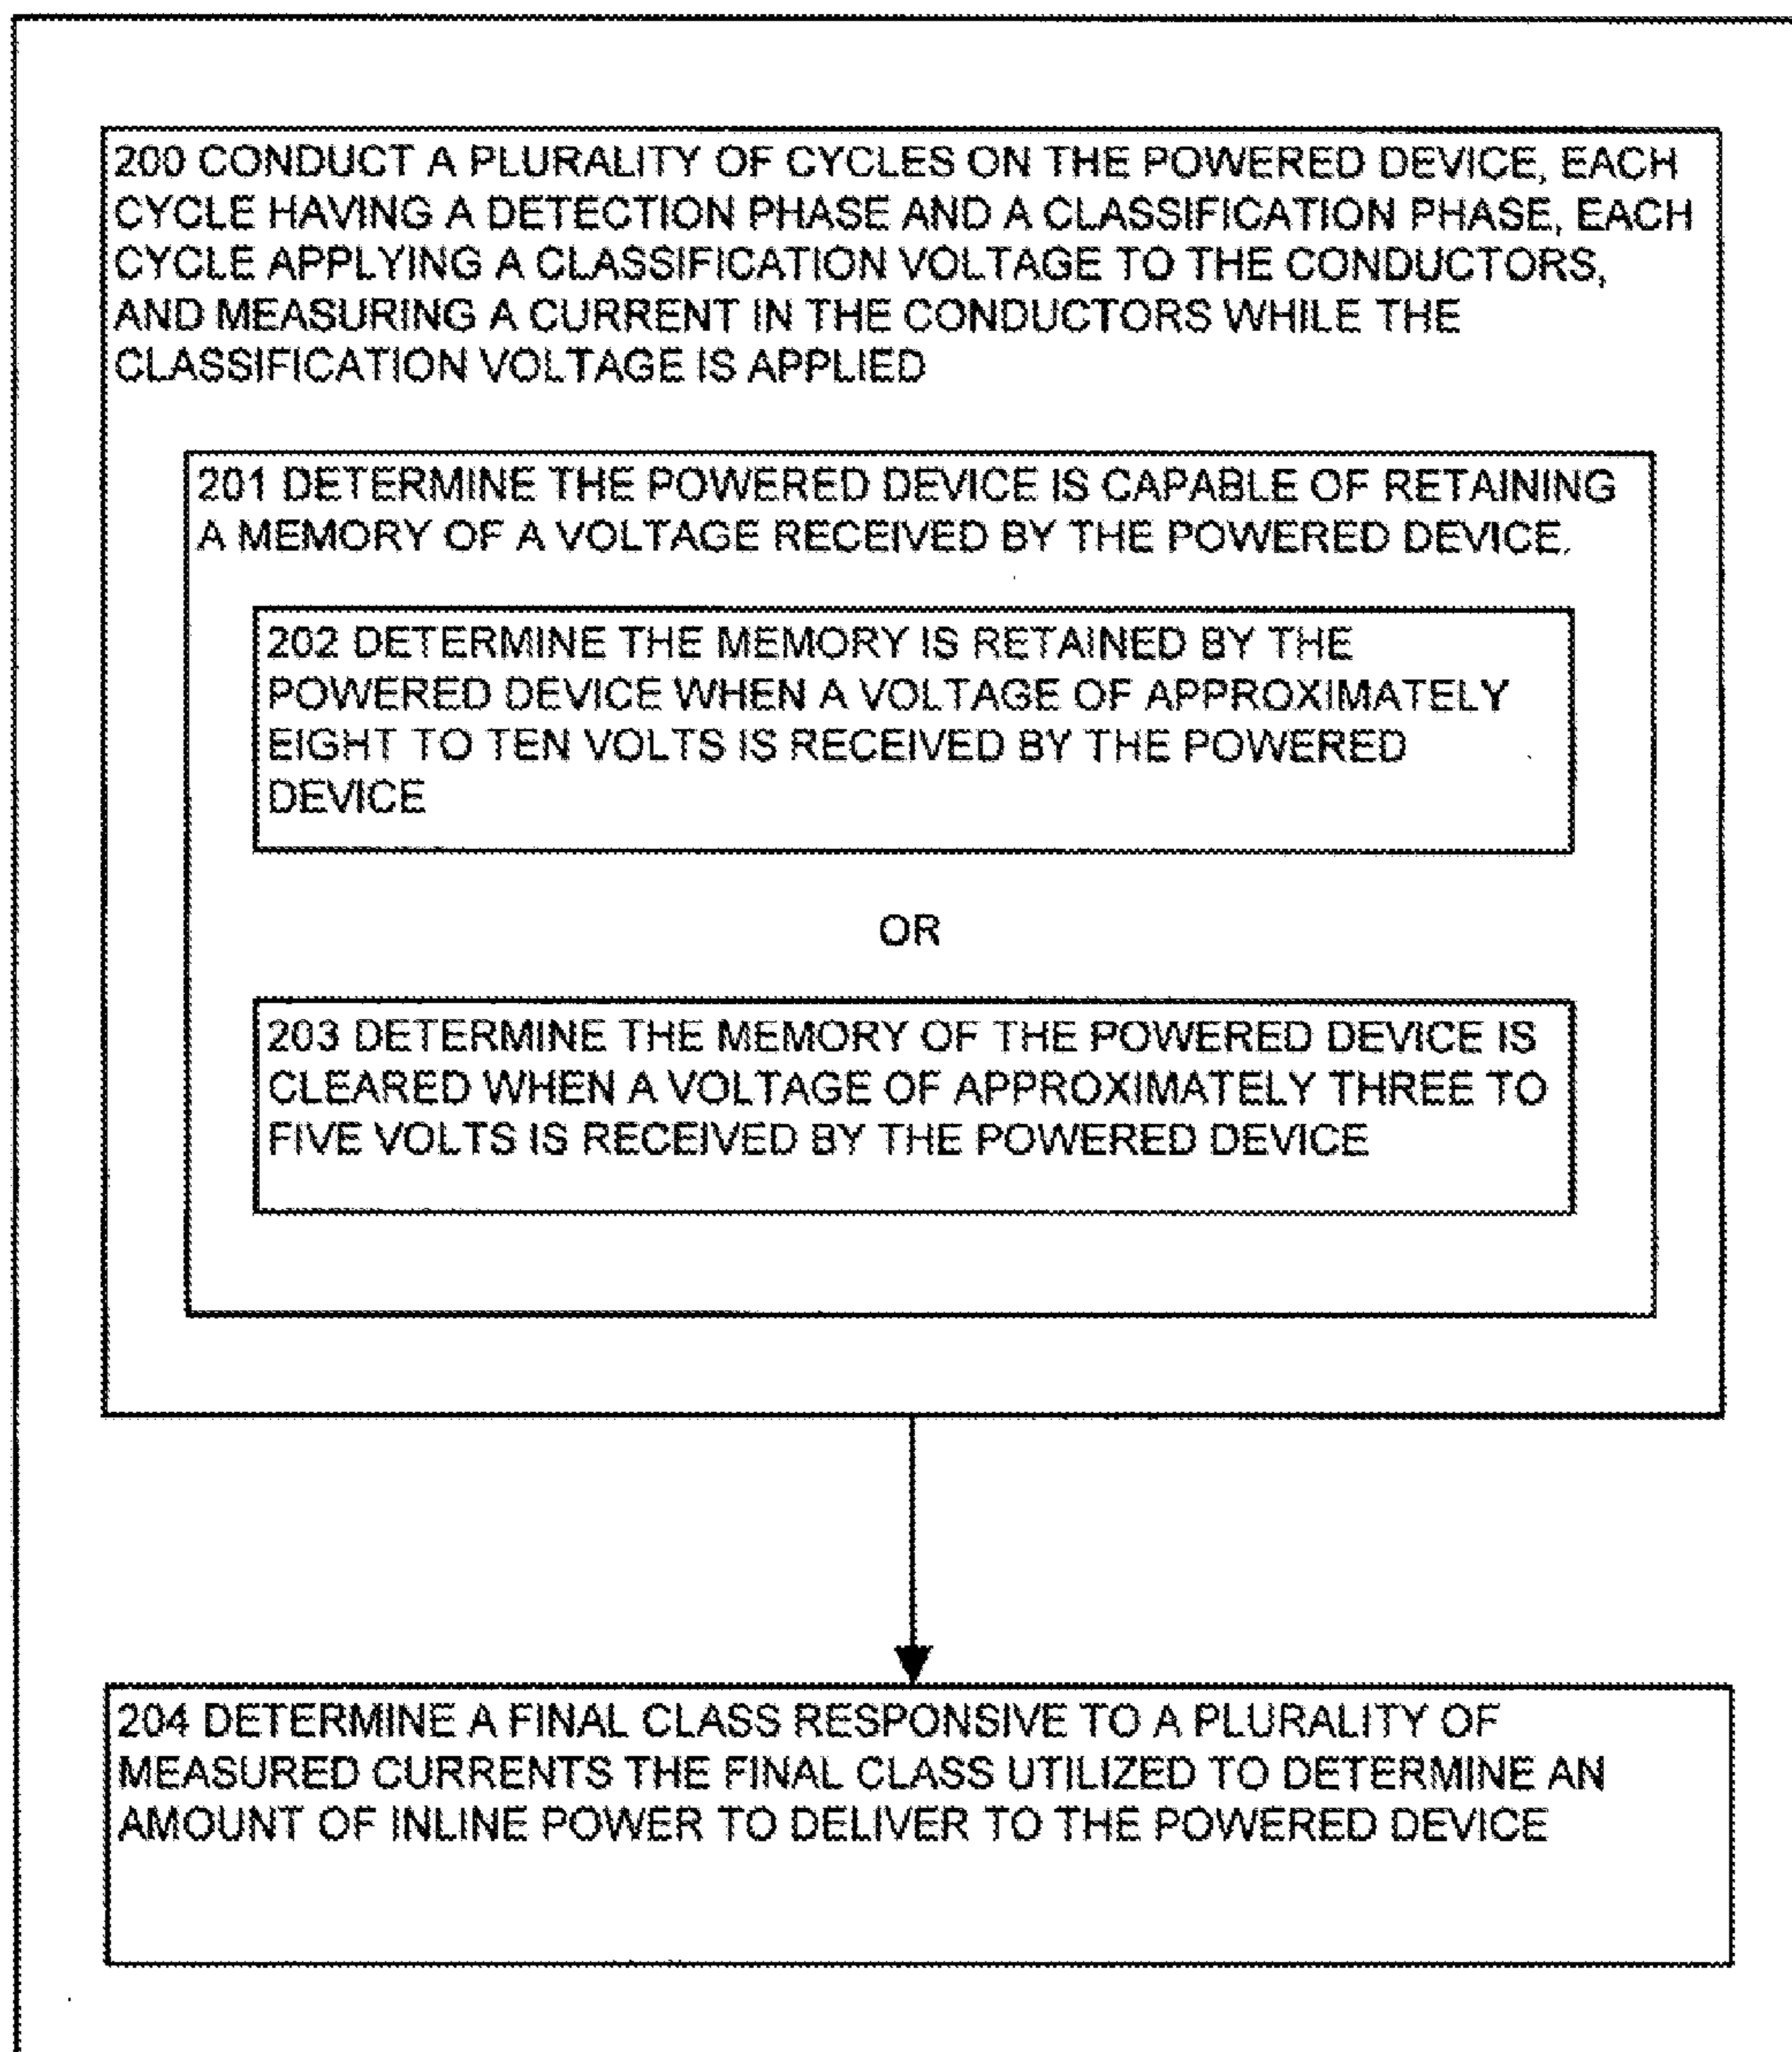 200 CONDUCT A PLURALITY OF CYCLES ON THE POWERED DEVICE, EACH
CYCLE HAVING A DETECTION PHASE AND A CLASSIFICATION PHASE, EACH
CYCLE APPLYING A CLASSIFICATION VOLTAGE TO THE CONDUCTORS,
AND MEASURING A CURRENT IN THE CONDUCTORS WHILE THE
CLASSIFICATION VOLTAGE IS APPLIED
201 DETERMINE THE POWERED DEVICE IS CAPABLE OF RETAINING
A MEMORY OF A VOLTAGE RECEIVED BY THE POWERED DEVICE.
202 DETERMINE THE MEMORY IS RETAINED BY THE
POWERED DEVICE WHEN A VOLTAGE OF APPROXIMATELY
EIGHT TO TEN VOLTS IS RECEIVED BY THE POWERED
DEVICE
OR
203 DETERMINE THE MEMORY OF THE POWERED DEVICE IS
CLEARED WHEN A VOLTAGE OF APPROXIMATELY THREE TO
FIVE VOLTS IS RECEIVED BY THE POWERED DEVICE
204 DETERMINE A FINAL CLASS RESPONSIVE TO A PLURALITY OF
MEASURED CURRENTS THE FINAL CLASS UTILIZED TO DETERMINE AN
AMOUNT OF INLINE POWER TO DELIVER TO THE POWERED DEVICE